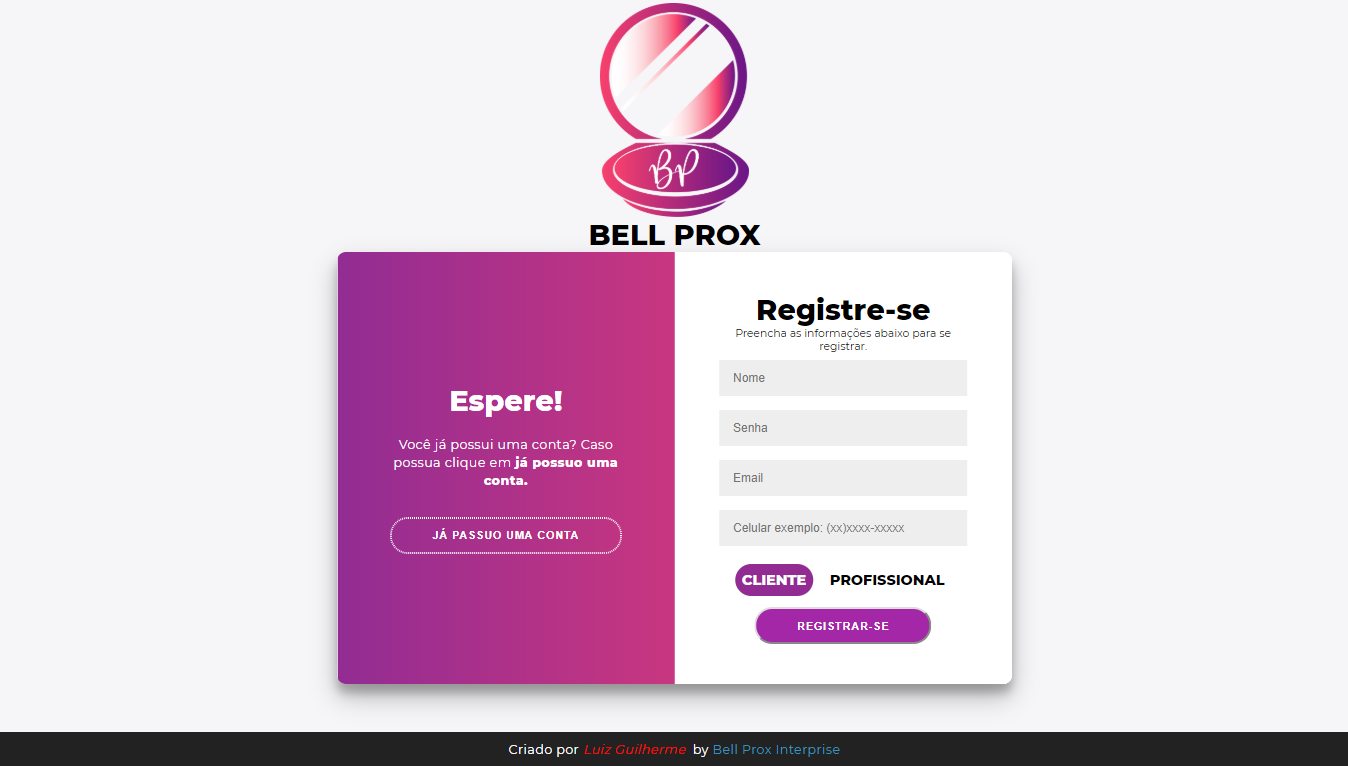 BP
BELL PROX
Espere!
Você já possui uma conta? Caso
possua clique em já possuo uma
conta.
JÁ PASSUO UMA CONTA
Registre-se
Preencha as informações abaixo para se
registrar.
Nome
Senha
Email
Celular exemplo: (xx)xxxx-xxxxx
CLIENTE PROFISSIONAL
REGISTRAR-SE
Criado por Luiz Guilherme by Bell Prox Interprise